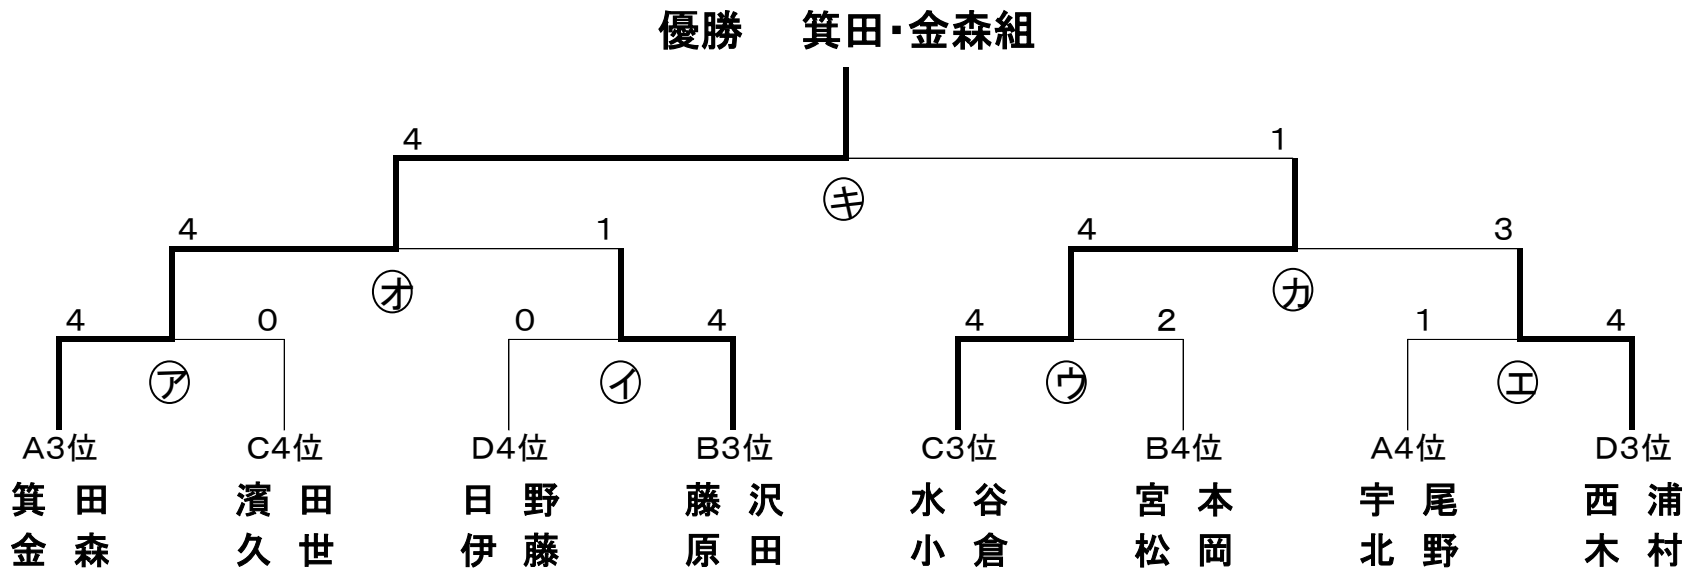 優勝　箕田・金森組
4　1
㋖
4　1　4　3
㋔　㋕
4　0　0　4　4　2　1　4
㋐　㋑　㋒　㋓
A3位　C4位　D4位　B3位　C3位　B4位　A4位　D3位
箕　田　濱　田　日　野　藤　沢　水　谷　宮　本　宇　尾　西　浦
金　森　久　世　伊　藤　原　田　小　倉　松　岡　北　野　木　村